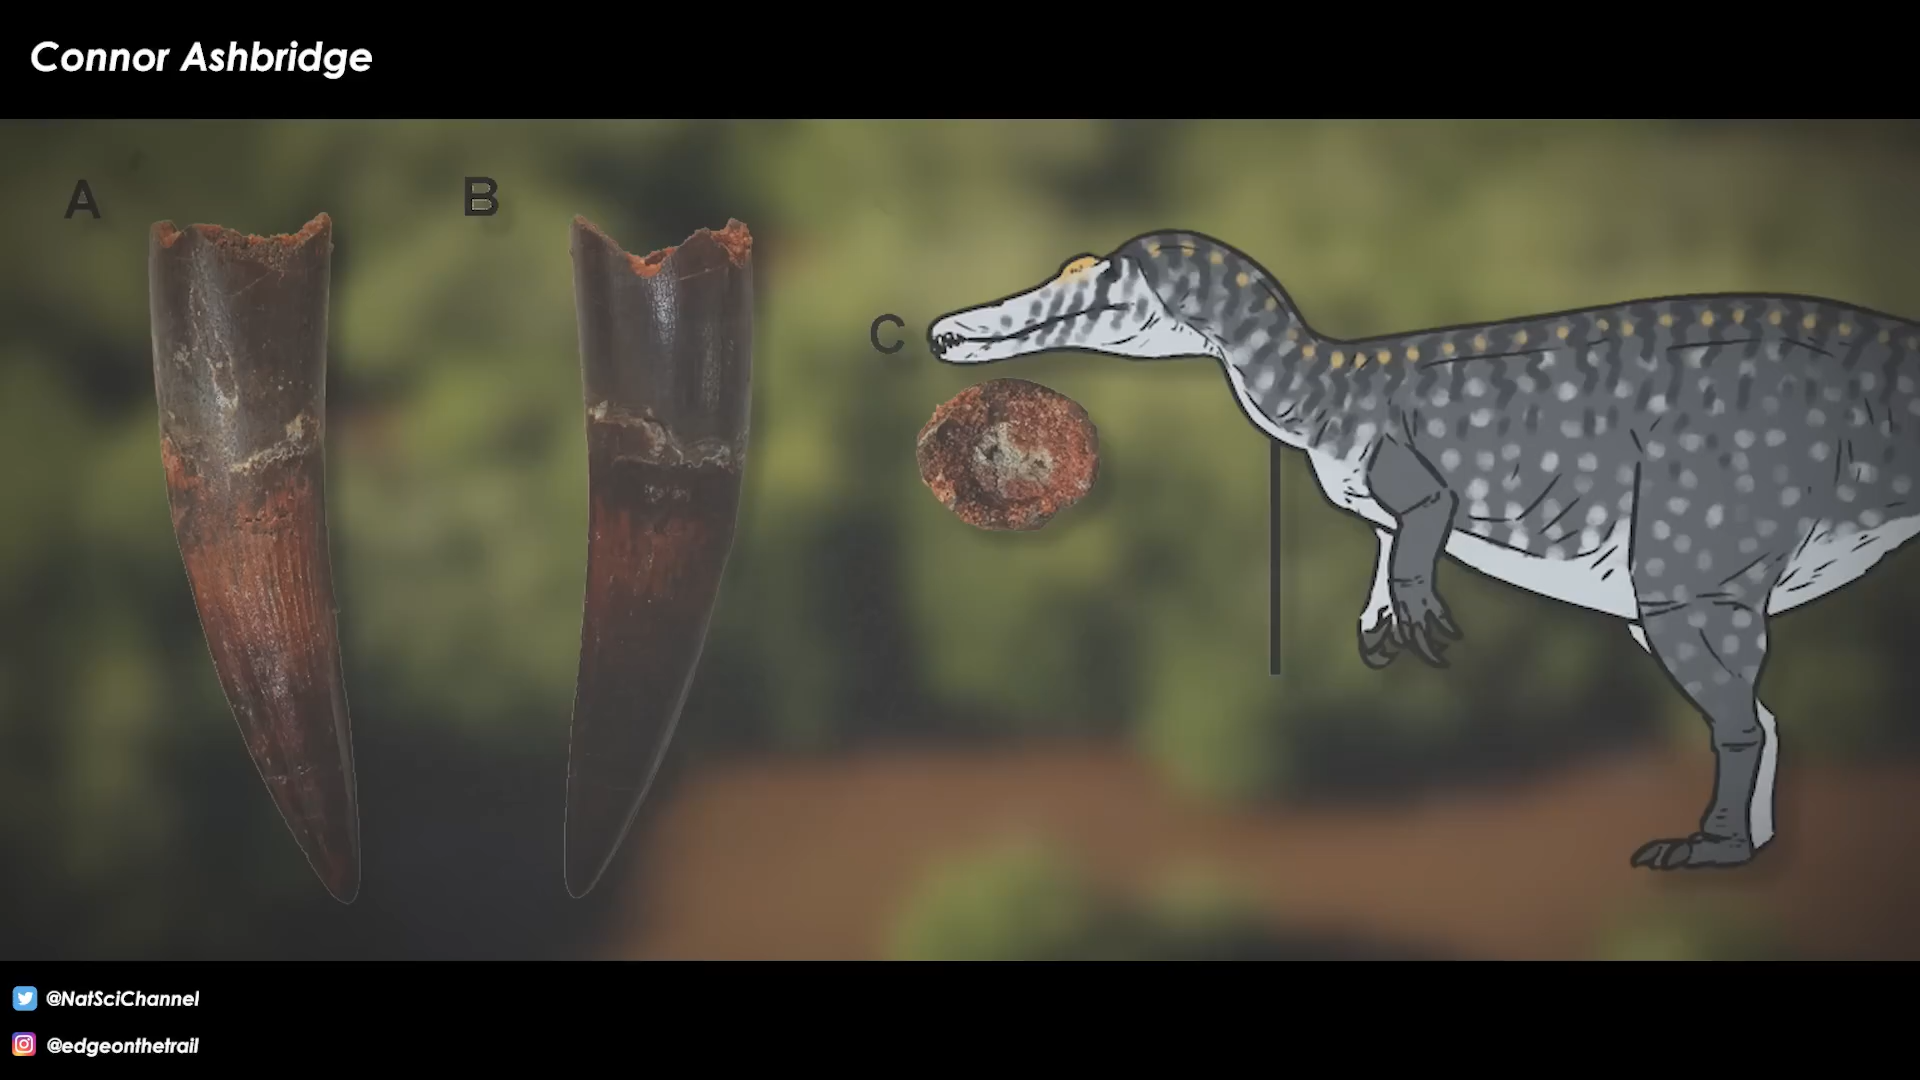 Connor Ashbridge
A
B
C
@NatSciChannel
@edgeonthetrail